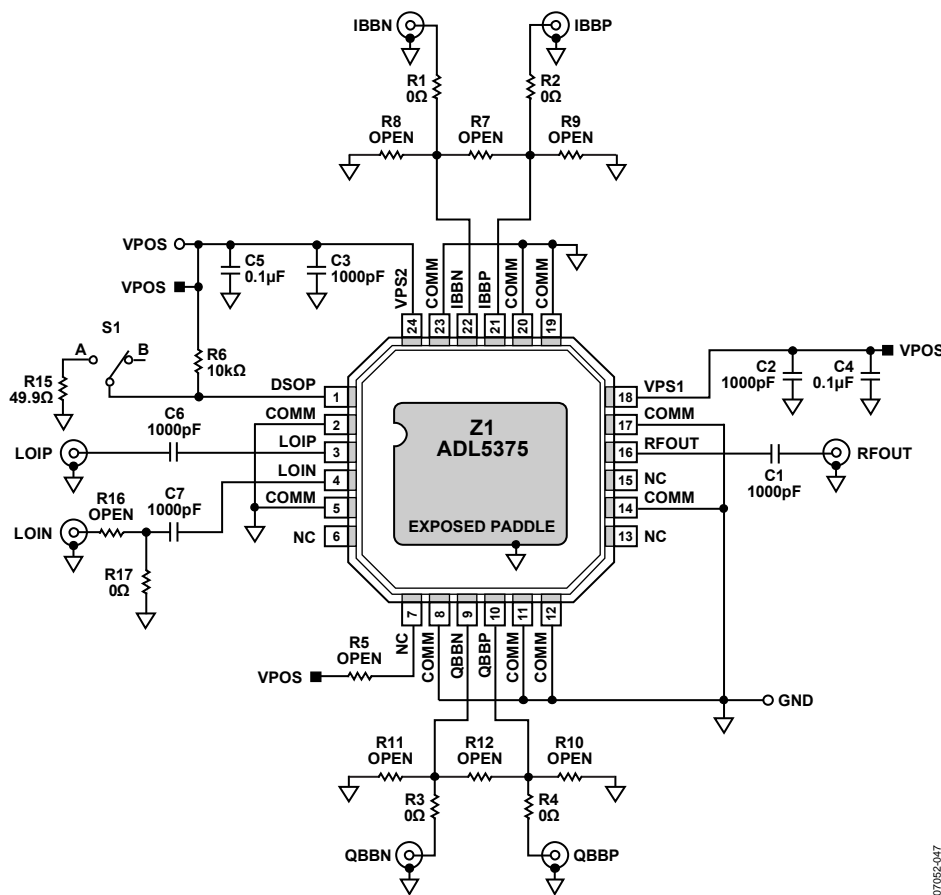 IBBN
IBBP
R1
0Ω
R2
0Ω
R8
OPEN
R7
OPEN
R9
OPEN
VPOS
C5
0.1µF
C3
1000pF
VPOS
VPS2
COMM
IBBN
IBBP
COMM
COMM
24
23
22
21
20
19
S1
A
B
R15
49.9Ω
R6
10kΩ
DSOP
1
COMM
2
C6
1000pF
LOIP
LOIP
3
LOIN
4
C7
1000pF
R16
OPEN
LOIN
COMM
5
NC
6
R17
0Ω
Z1
ADL5375
EXPOSED PADDLE
VPOS
C2
1000pF
C4
0.1µF
18
VPS1
17
COMM
16
RFOUT
C1
1000pF
RFOUT
15
NC
14
COMM
13
NC
7
8
9
10
11
12
NC
COMM
QBBN
QBBP
COMM
COMM
R5
OPEN
VPOS
GND
R11
OPEN
R12
OPEN
R10
OPEN
R3
0Ω
R4
0Ω
QBBN
QBBP
07052-047